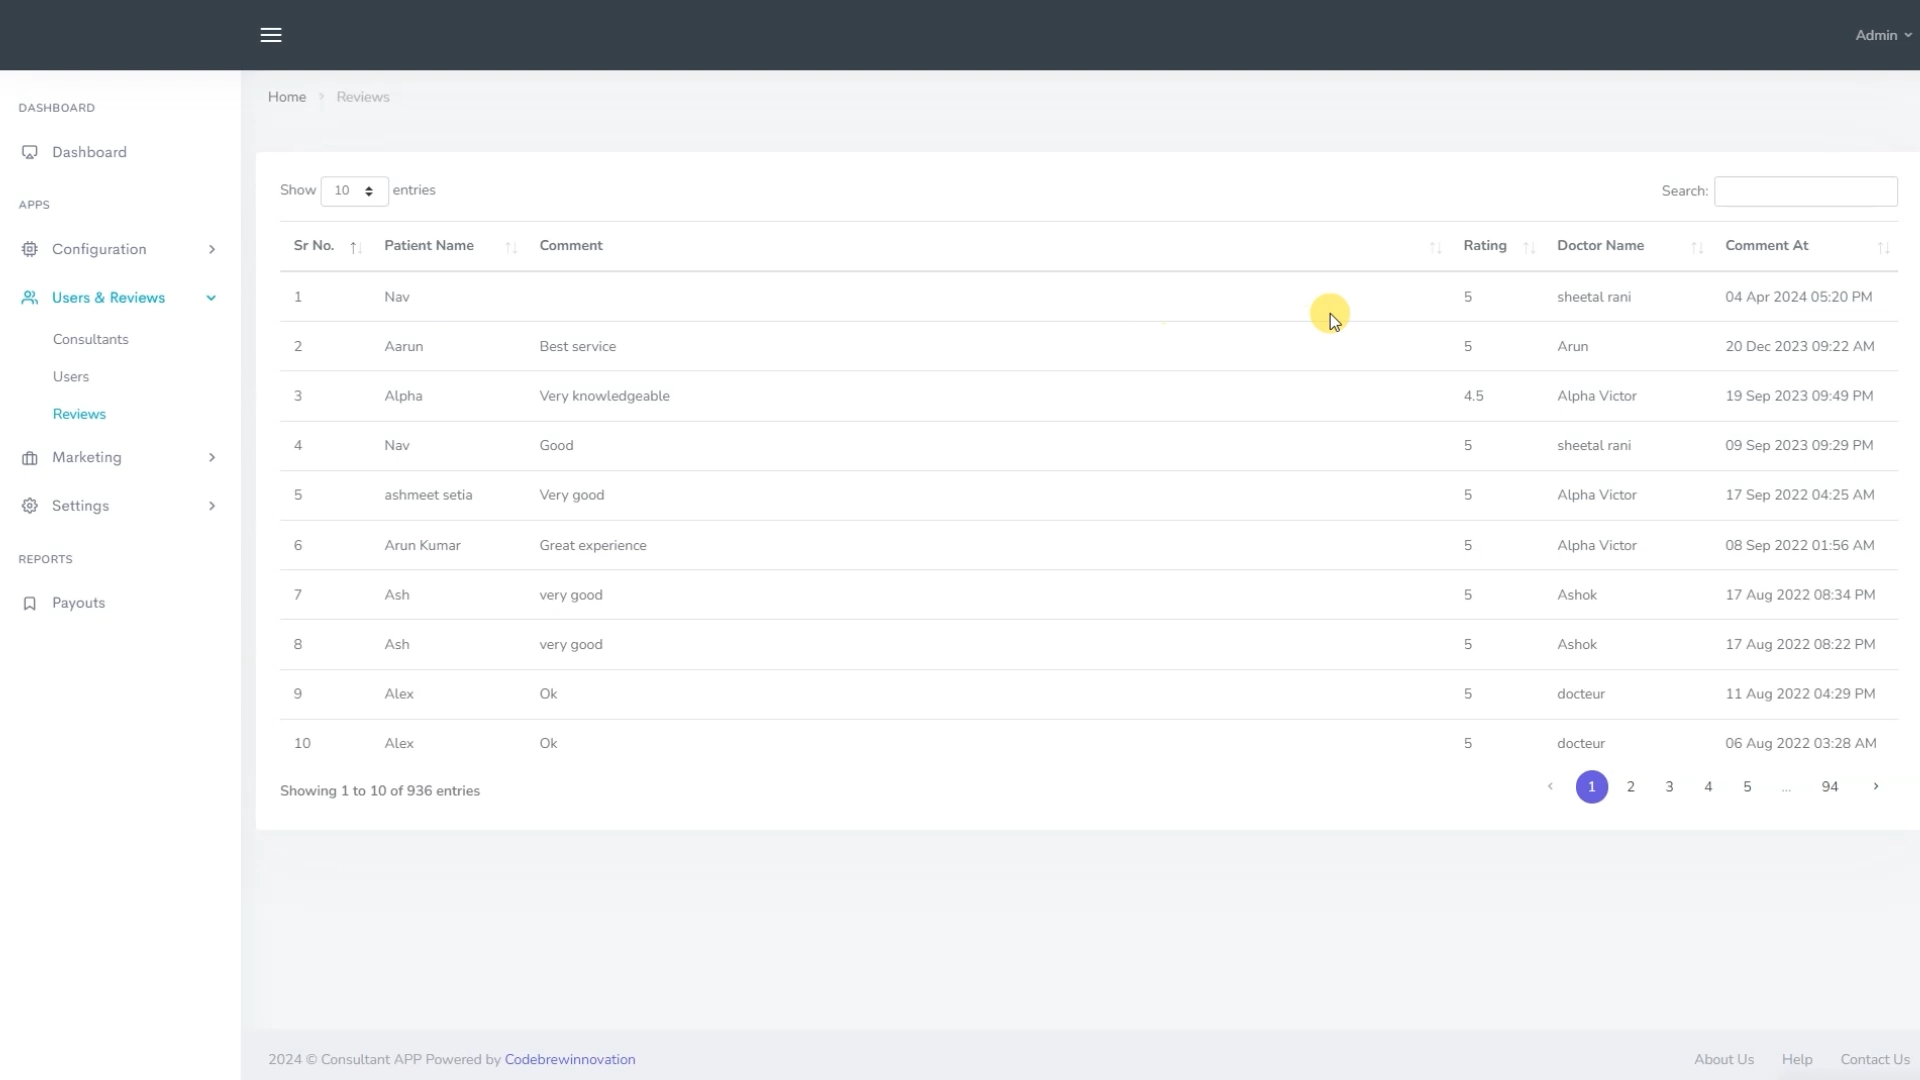 Admin
Home > Reviews
DASHBOARD
Dashboard
APPS
Configuration
Users & Reviews
Consultants
Users
Reviews
Marketing
Settings
REPORTS
Payouts
Show 10 entries
Search:
Sr No. Patient Name Comment Rating Doctor Name Comment At
1 Nav 5 sheetal rani 04 Apr 2024 05:20 PM
2 Aarun Best service 5 Arun 20 Dec 2023 09:22 AM
3 Alpha Very knowledgeable 4.5 Alpha Victor 19 Sep 2023 09:49 PM
4 Nav Good 5 sheetal rani 09 Sep 2023 09:29 PM
5 ashmeet setia Very good 5 Alpha Victor 17 Sep 2022 04:25 AM
6 Arun Kumar Great experience 5 Alpha Victor 08 Sep 2022 01:56 AM
7 Ash very good 5 Ashok 17 Aug 2022 08:34 PM
8 Ash very good 5 Ashok 17 Aug 2022 08:22 PM
9 Alex Ok 5 docteur 11 Aug 2022 04:29 PM
10 Alex Ok 5 docteur 06 Aug 2022 03:28 AM
Showing 1 to 10 of 936 entries
‹ 1 2 3 4 5 ... 94 ›
2024 © Consultant APP Powered by Codebrewinnovation
About Us Help Contact Us